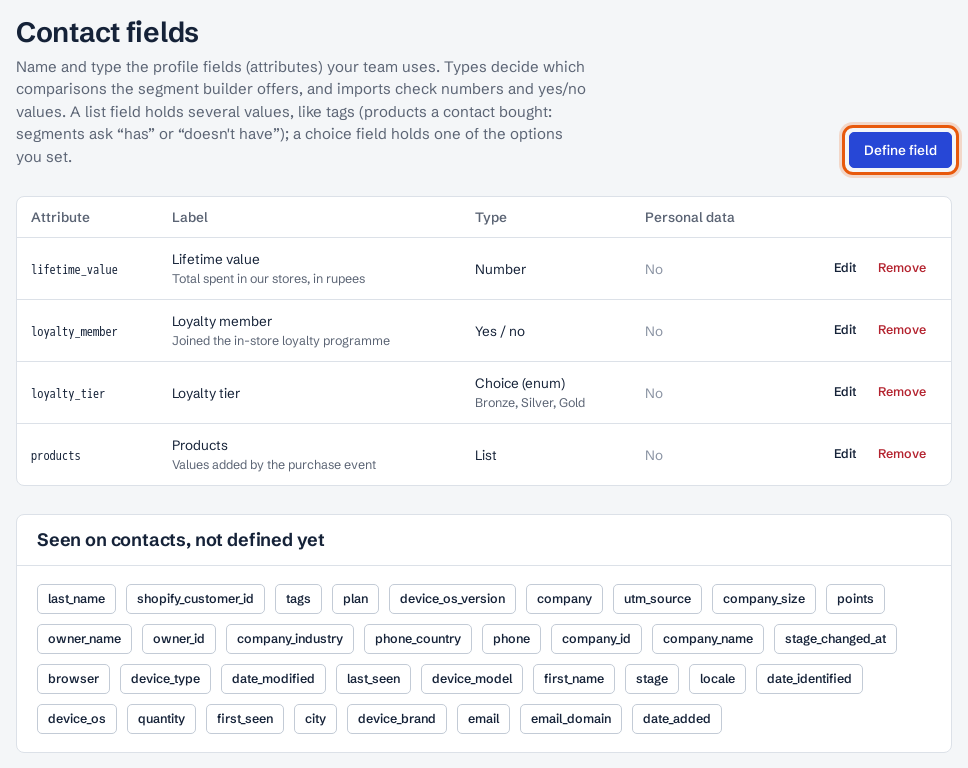 Contact fields
Name and type the profile fields (attributes) your team uses. Types decide which
comparisons the segment builder offers, and imports check numbers and yes/no
values. A list field holds several values, like tags (products a contact bought:
segments ask “has” or “doesn't have”); a choice field holds one of the options
you set.
Define field
Attribute Label Type Personal data
lifetime_value Lifetime value Number No Edit Remove
Total spent in our stores, in rupees
loyalty_member Loyalty member Yes / no No Edit Remove
Joined the in-store loyalty programme
loyalty_tier Loyalty tier Choice (enum) No Edit Remove
Bronze, Silver, Gold
products Products List No Edit Remove
Values added by the purchase event
Seen on contacts, not defined yet
last_name shopify_customer_id tags plan device_os_version company utm_source company_size points
owner_name owner_id company_industry phone_country phone company_id company_name stage_changed_at
browser device_type date_modified last_seen device_model first_name stage locale date_identified
device_os quantity first_seen city device_brand email email_domain date_added